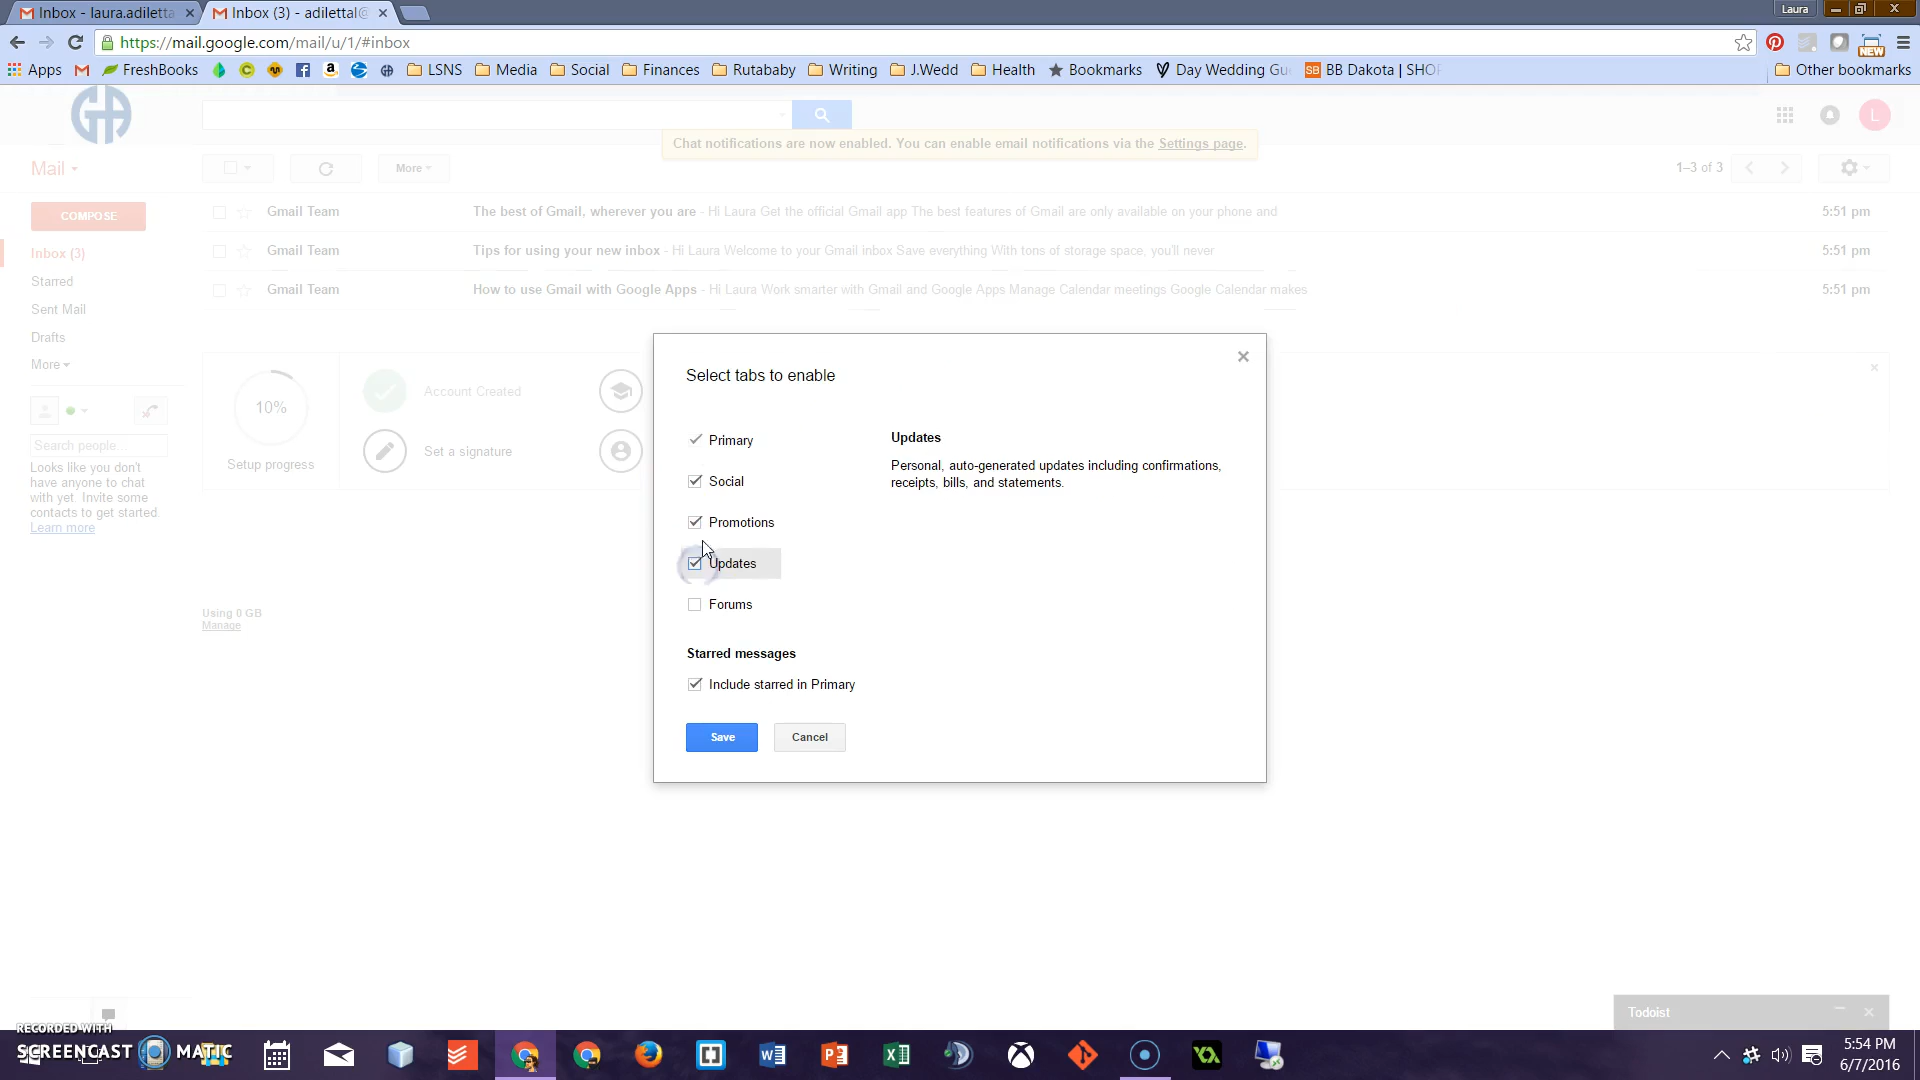 Inbox - laura.adiletta
Inbox (3) - adilettal@
Laura
https://mail.google.com/mail/u/1/#inbox
NEW
Apps
FreshBooks
LSNS
Media
Social
Finances
Rutababy
Writing
J.Wedd
Health
Bookmarks
Day Wedding Gu
BB Dakota | SHO
Other bookmarks
GA
L
Chat notifications are now enabled. You can enable email notifications via the Settings page.
Mail
More
1–3 of 3
COMPOSE
Gmail Team The best of Gmail, wherever you are - Hi Laura Get the official Gmail app The best features of Gmail are only available on your phone and 5:51 pm
Inbox (3)
Gmail Team Tips for using your new inbox - Hi Laura Welcome to your Gmail inbox Save everything With tons of storage space, you'll never 5:51 pm
Starred
Gmail Team How to use Gmail with Google Apps - Hi Laura Work smarter with Gmail and Google Apps Manage Calendar meetings Google Calendar makes 5:51 pm
Sent Mail
Drafts
More
Search people...
Looks like you don't
have anyone to chat
with yet. Invite some
contacts to get started.
Learn more
10%
Setup progress
Account Created
Set a signature
Using 0 GB
Manage
Select tabs to enable
Primary
Social
Promotions
Updates
Forums
Updates
Personal, auto-generated updates including confirmations,
receipts, bills, and statements.
Starred messages
Include starred in Primary
Save
Cancel
Todoist
RECORDED WITH
SCREENCAST MATIC
5:54 PM
6/7/2016